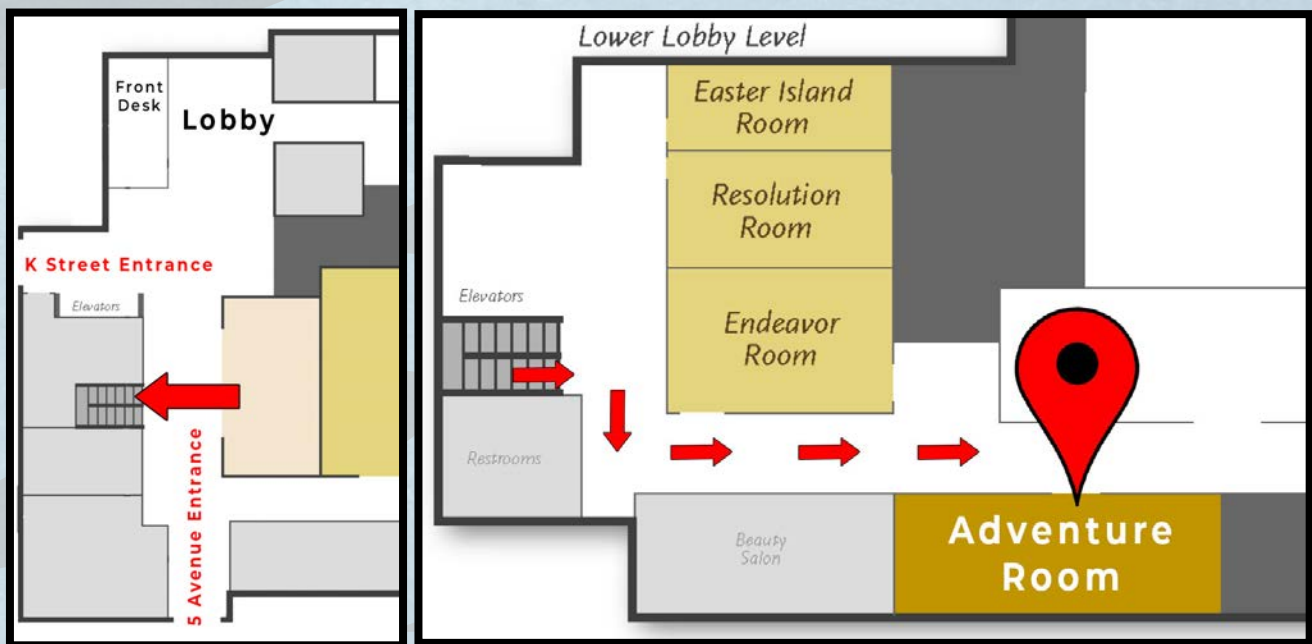 Front
Desk
Lobby
K Street Entrance
Elevators
5 Avenue Entrance
Lower Lobby Level
Easter Island
Room
Resolution
Room
Endeavor
Room
Elevators
Restrooms
Beauty
Salon
Adventure
Room